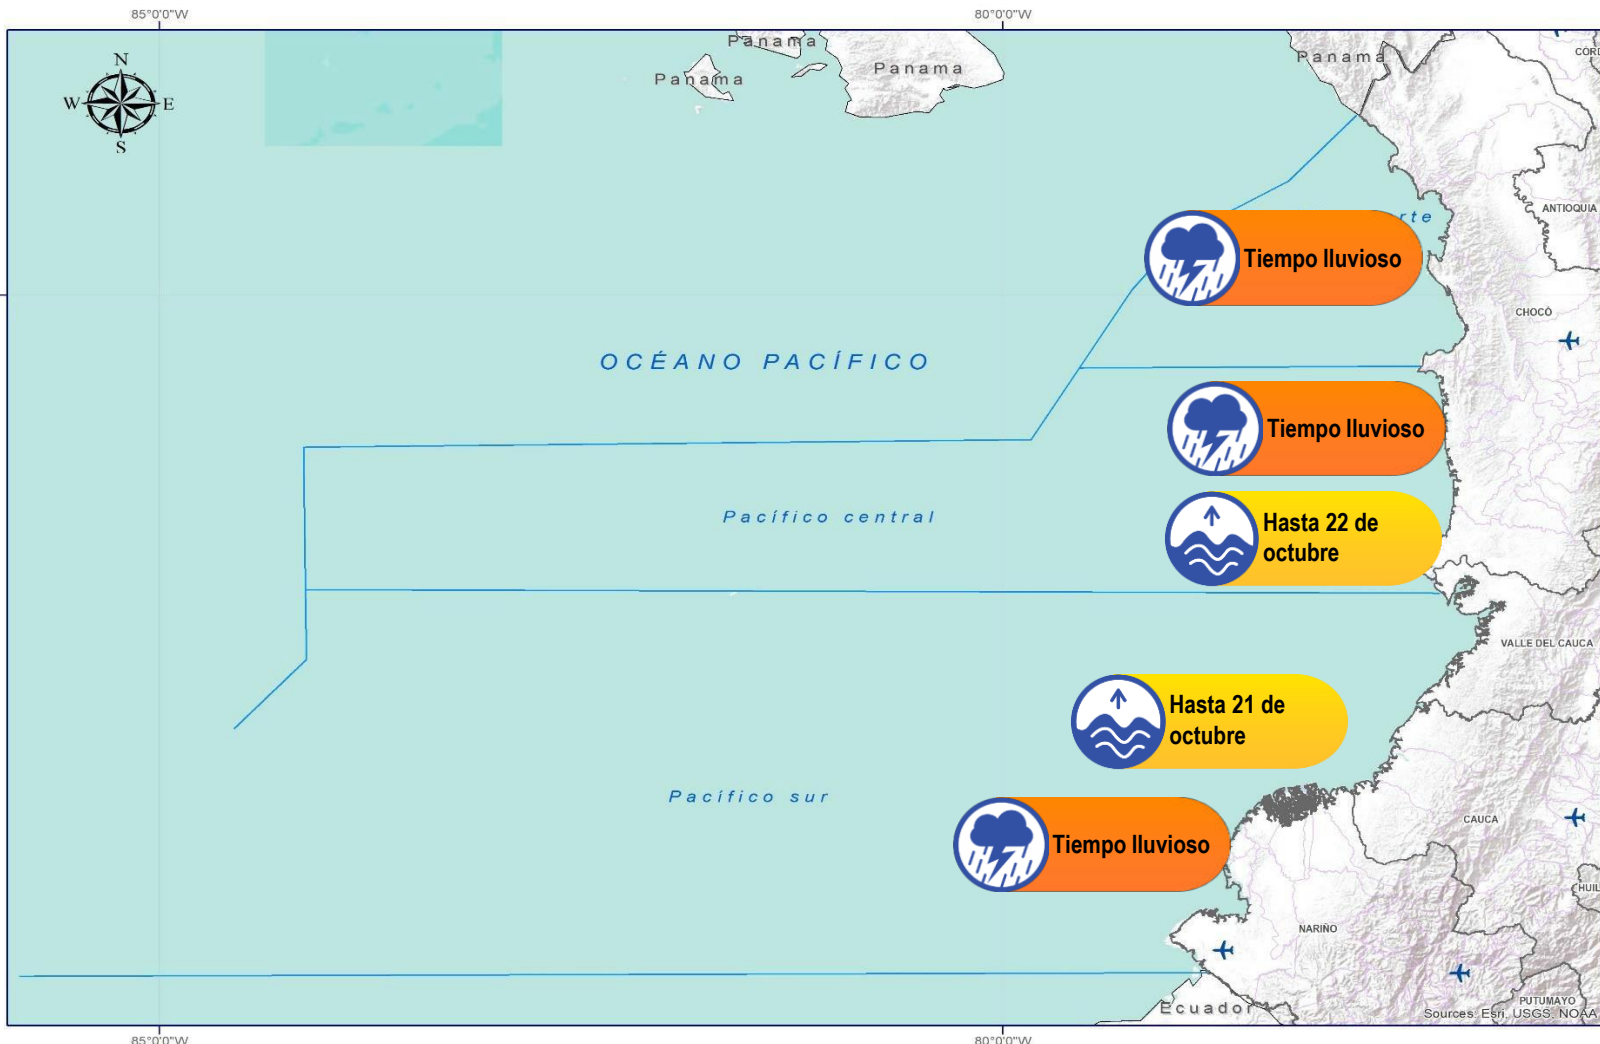 85°0'0"W
80°0'0"W
Panama
Panama
Panama
Panama
N
W
E
S
ANTIOQUIA
rte
Tiempo lluvioso
CHOCÓ
OCÉANO PACÍFICO
Tiempo lluvioso
Pacífico central
Hasta 22 de
octubre
VALLE DEL CAUCA
Hasta 21 de
octubre
Pacífico sur
CAUCA
Tiempo lluvioso
HUIL
NARIÑO
PUTUMAYO
Ecuador
Sources: Esri, USGS, NOAA
85°0'0"W
80°0'0"W